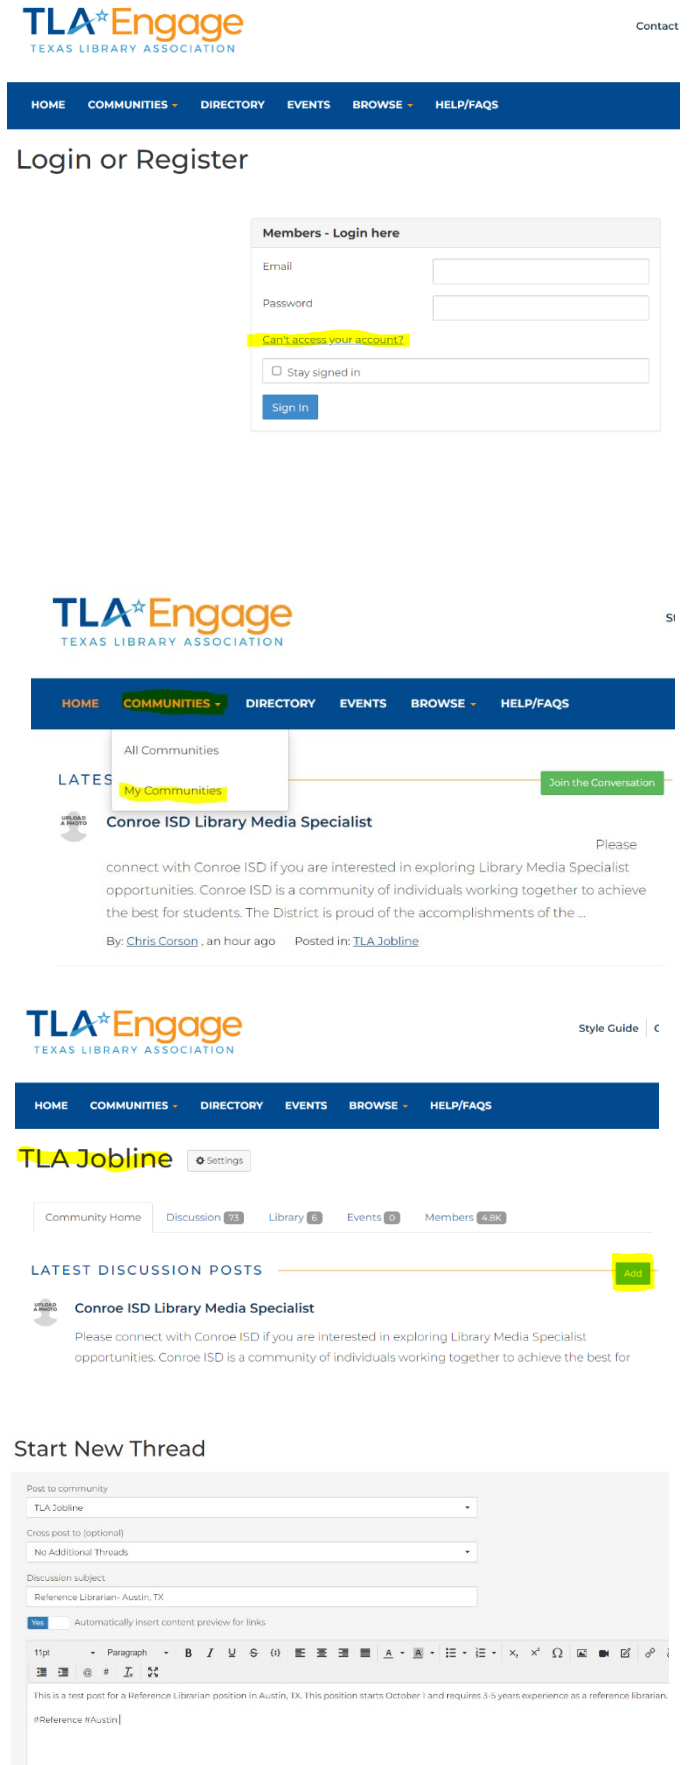 TLA Engage
TEXAS LIBRARY ASSOCIATION
Contact
HOME COMMUNITIES DIRECTORY EVENTS BROWSE HELP/FAQS
Login or Register
Members - Login here
Email
Password
Can't access your account?
Stay signed in
Sign In
TLA Engage
TEXAS LIBRARY ASSOCIATION
St
HOME COMMUNITIES DIRECTORY EVENTS BROWSE HELP/FAQS
All Communities
My Communities
LATES
Join the Conversation
UPLOAD
A PHOTO
Conroe ISD Library Media Specialist
Please
connect with Conroe ISD if you are interested in exploring Library Media Specialist
opportunities. Conroe ISD is a community of individuals working together to achieve
the best for students. The District is proud of the accomplishments of the ...
By: Chris Corson , an hour ago Posted in: TLA Jobline
TLA Engage
TEXAS LIBRARY ASSOCIATION
Style Guide C
HOME COMMUNITIES DIRECTORY EVENTS BROWSE HELP/FAQS
TLA Jobline Settings
Community Home Discussion 73 Library 6 Events 0 Members 4.8K
LATEST DISCUSSION POSTS
Add
UPLOAD
A PHOTO
Conroe ISD Library Media Specialist
Please connect with Conroe ISD if you are interested in exploring Library Media Specialist
opportunities. Conroe ISD is a community of individuals working together to achieve the best for
Start New Thread
Post to community
TLA Jobline
Cross post to (optional)
No Additional Threads
Discussion subject
Reference Librarian- Austin, TX
Yes Automatically insert content preview for links
11pt Paragraph B I U S {i} A A x, x² Ω
@ # Tx
This is a test post for a Reference Librarian position in Austin, TX. This position starts October 1 and requires 3-5 years experience as a reference librarian.
#Reference #Austin